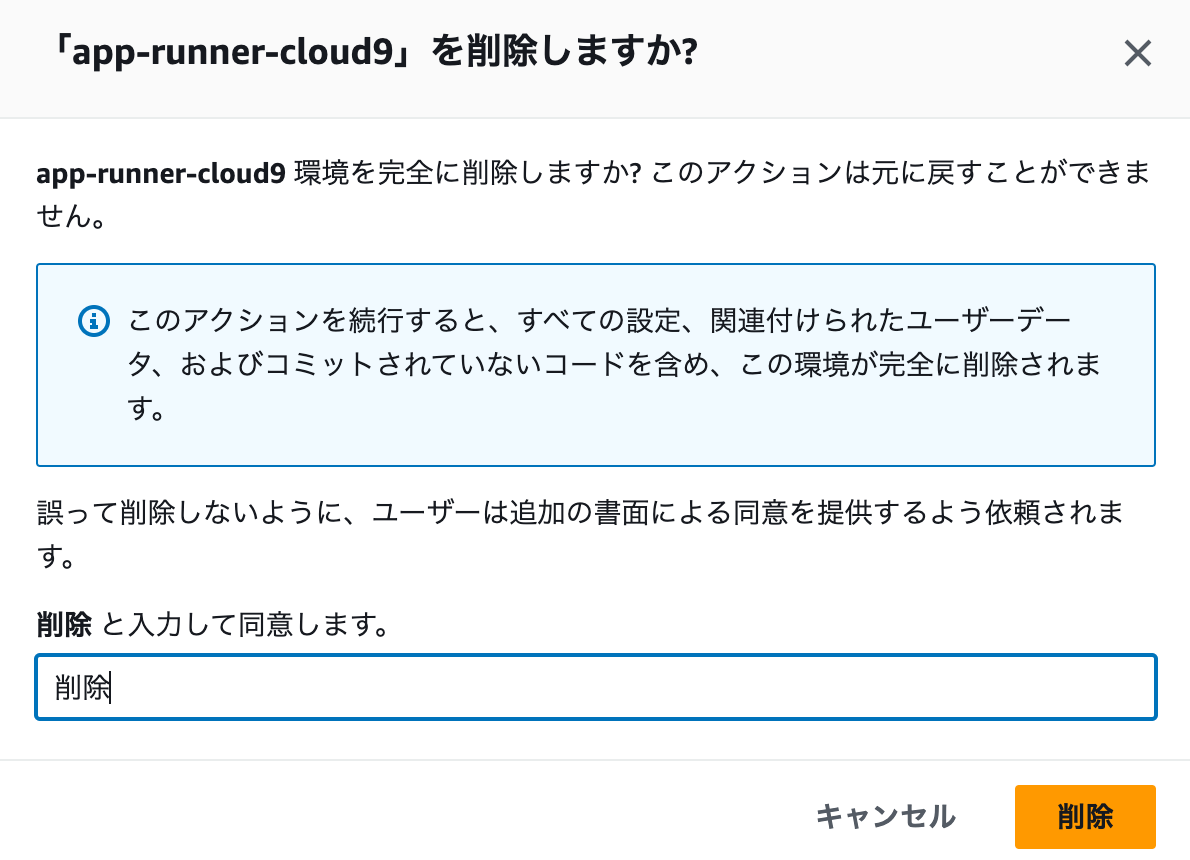 「app-runner-cloud9」を削除しますか?
app-runner-cloud9 環境を完全に削除しますか? このアクションは元に戻すことができま
せん。
このアクションを続行すると、すべての設定、関連付けられたユーザーデー
タ、およびコミットされていないコードを含め、この環境が完全に削除されま
す。
誤って削除しないように、ユーザーは追加の書面による同意を提供するよう依頼されま
す。
削除 と入力して同意します。
削除
キャンセル
削除